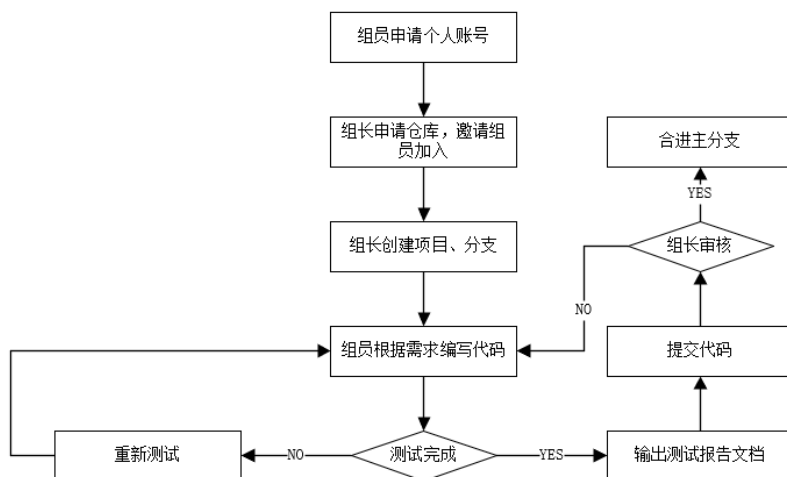 组员申请个人账号
组长申请仓库，邀请组
员加入
合进主分支
YES
组长创建项目、分支
组长审核
NO
组员根据需求编写代码
提交代码
重新测试
NO
测试完成
YES
输出测试报告文档